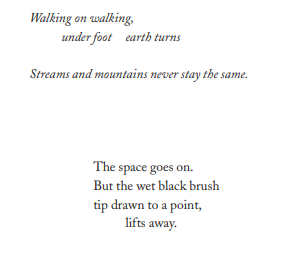 Walking on walking,
under foot earth turns
Streams and mountains never stay the same.
The space goes on.
But the wet black brush
tip drawn to a point,
lifts away.